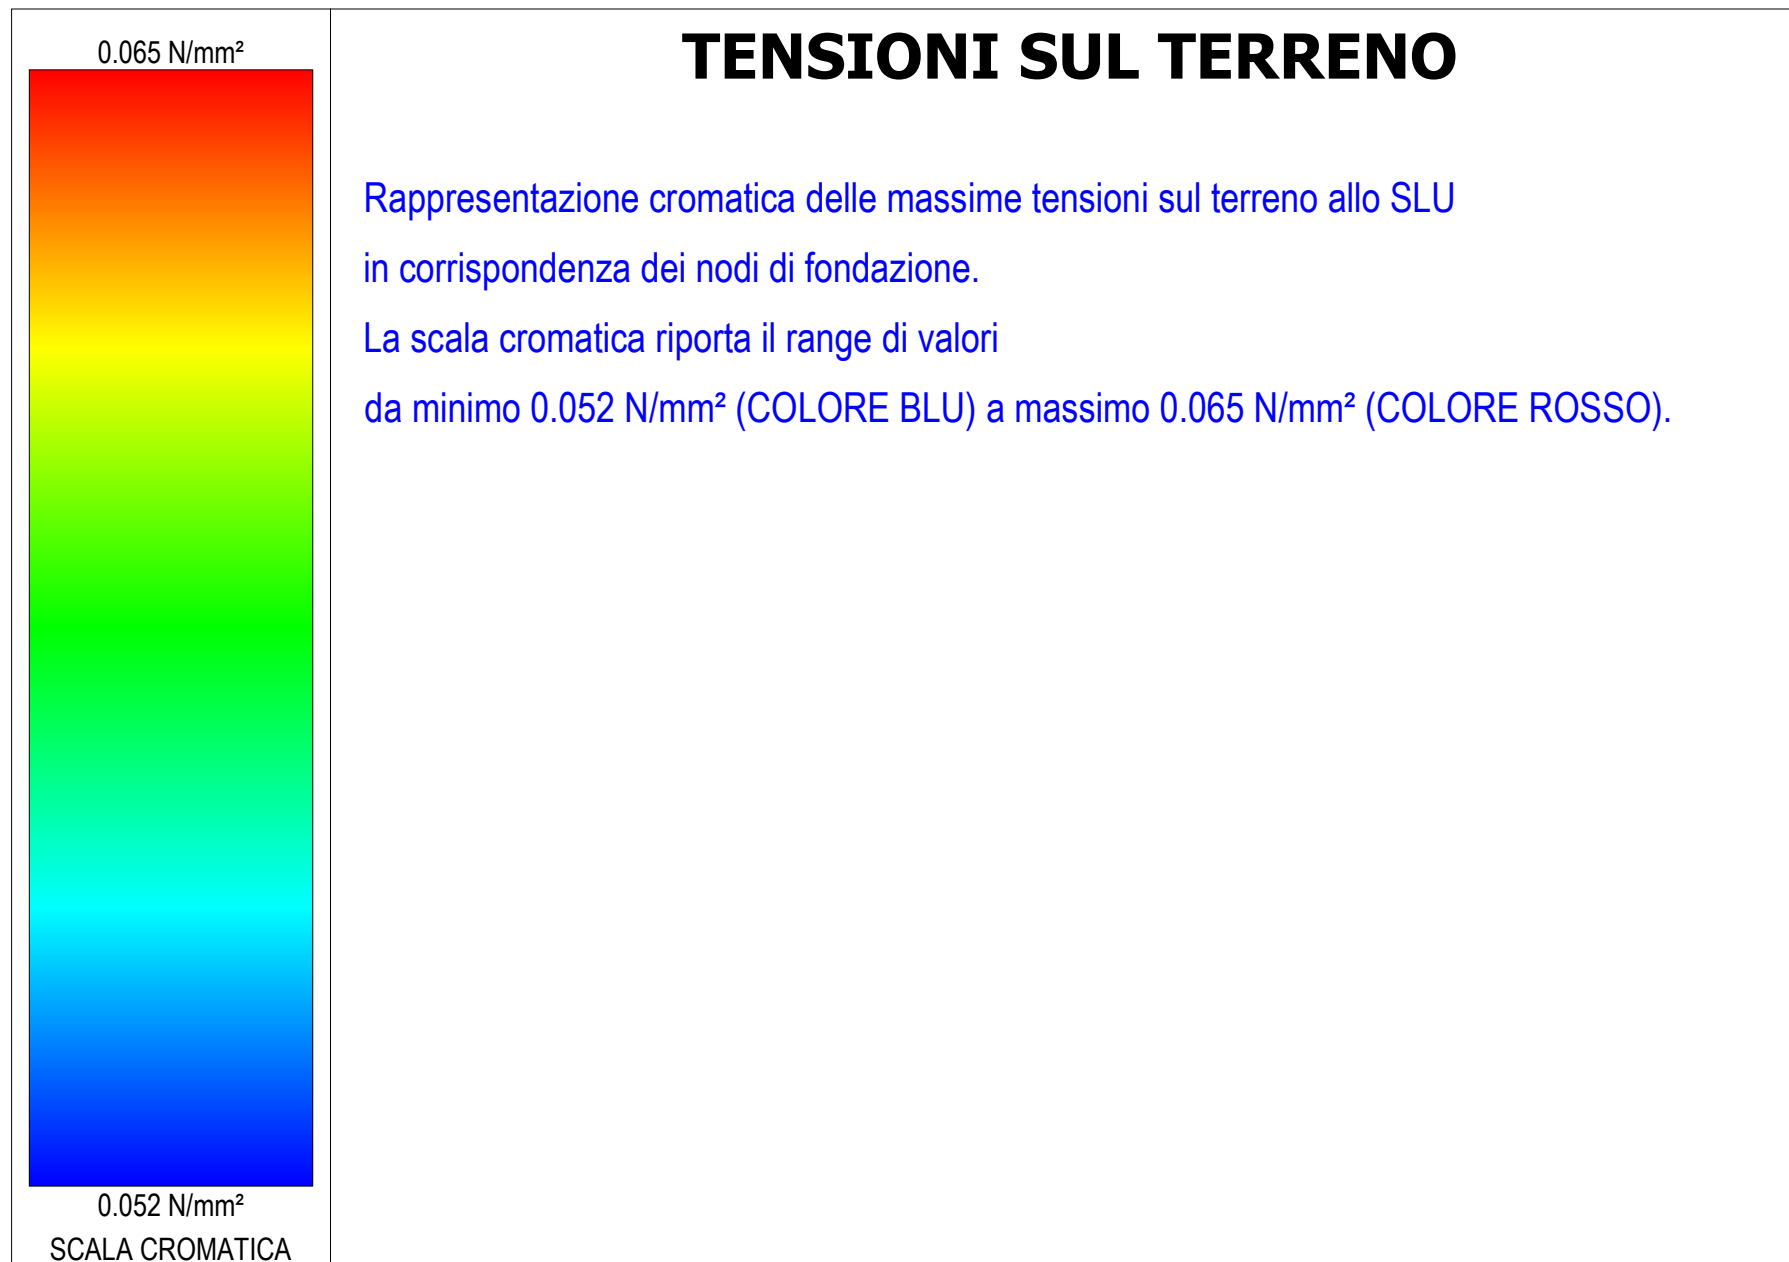 0.065 N/mm²
TENSIONI SUL TERRENO
Rappresentazione cromatica delle massime tensioni sul terreno allo SLU
in corrispondenza dei nodi di fondazione.
La scala cromatica riporta il range di valori
da minimo 0.052 N/mm² (COLORE BLU) a massimo 0.065 N/mm² (COLORE ROSSO).
0.052 N/mm²
SCALA CROMATICA